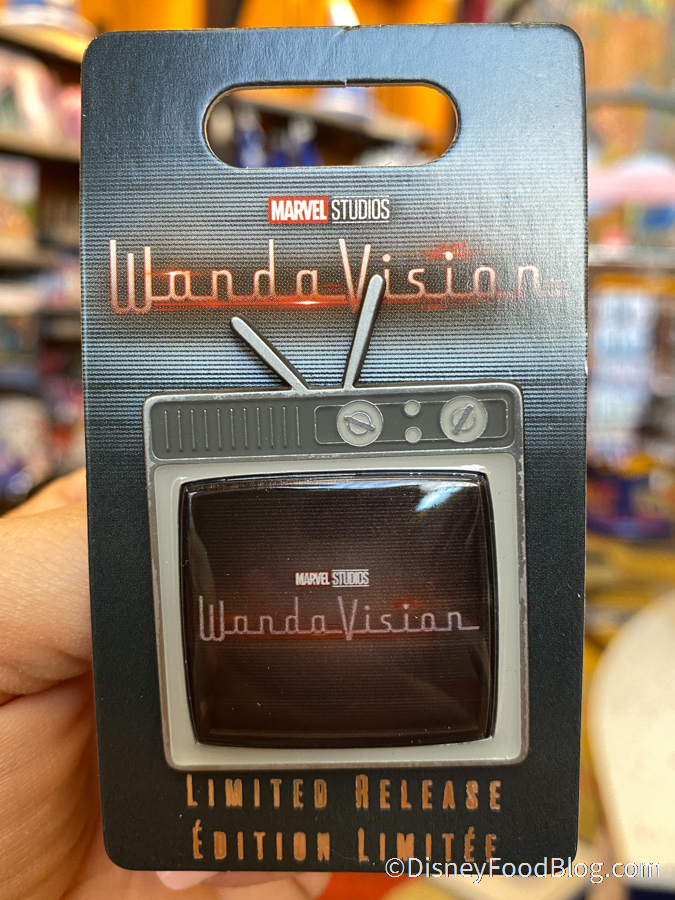 MARVEL STUDIOS
WandaVision
MARVEL STUDIOS
WandaVision
LIMITED RELEASE
ÉDITION LIMITÉE
©DisneyFoodBlog.com